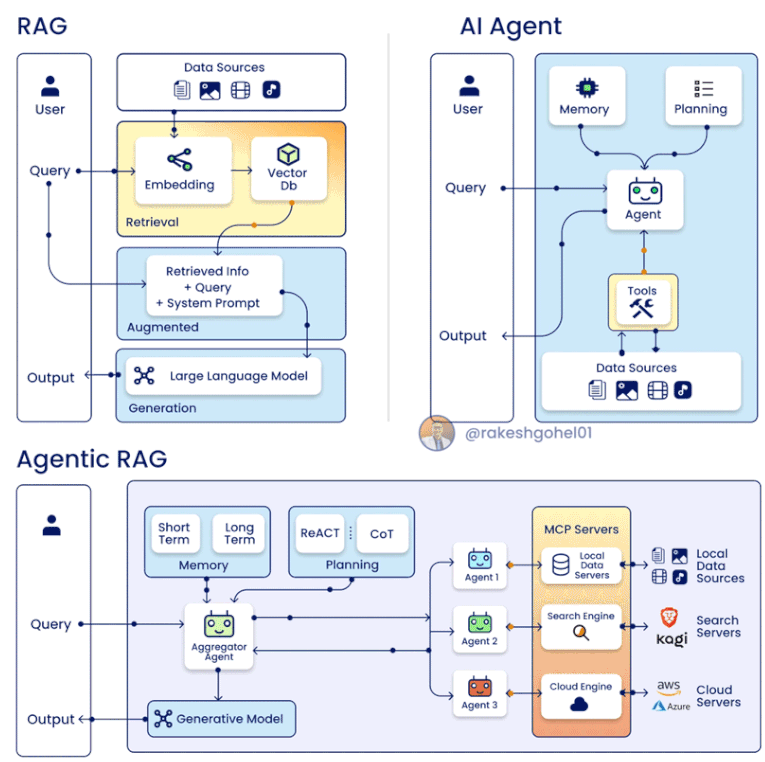 RAG
User
Query
Output
Data Sources
Embedding
Vector
Db
Retrieval
Retrieved Info
+ Query
+ System Prompt
Augmented
Large Language Model
Generation
AI Agent
User
Query
Output
Memory
Planning
Agent
Tools
Data Sources
@rakeshgohel01
Agentic RAG
Query
Output
Short
Term
Long
Term
Memory
ReACT
CoT
Planning
Aggregator
Agent
Generative Model
Agent 1
Agent 2
Agent 3
MCP Servers
Local
Data
Servers
Search Engine
Cloud Engine
Local
Data
Sources
kagi
Search
Servers
aws
Azure
Cloud
Servers